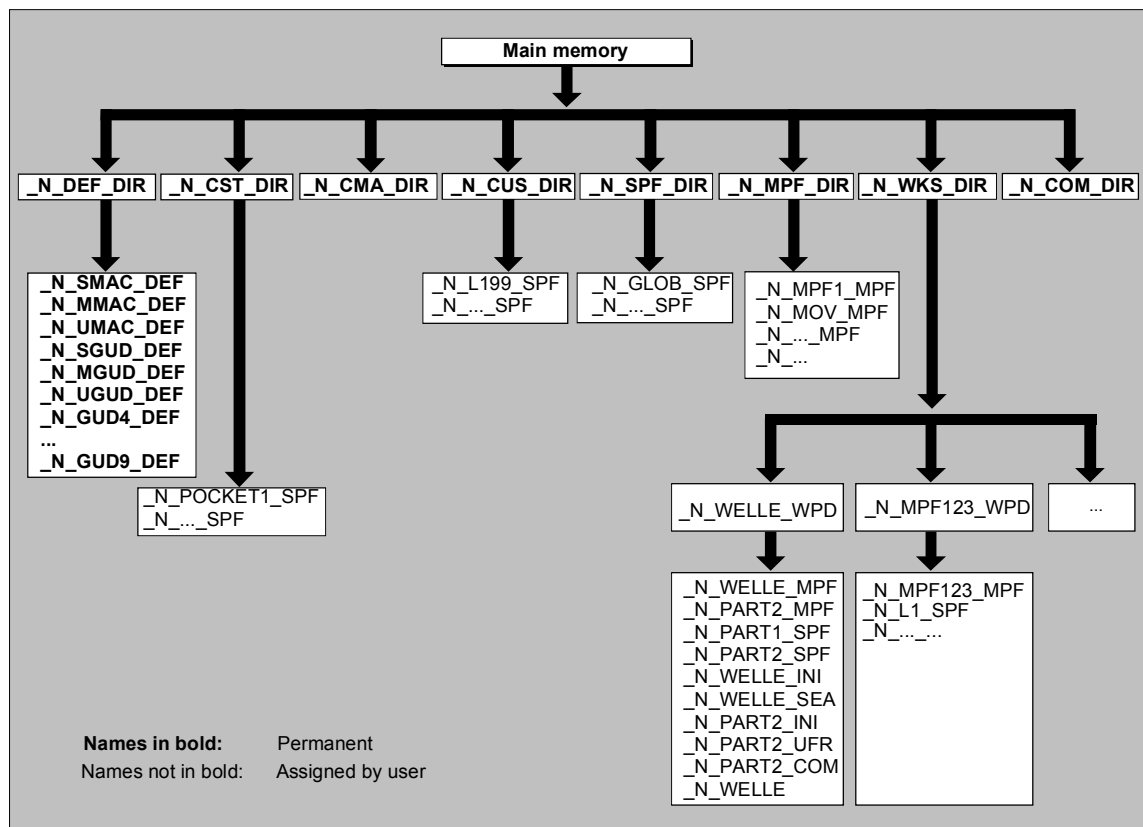 Main memory
_N_DEF_DIR
_N_CST_DIR
_N_CMA_DIR
_N_CUS_DIR
_N_SPF_DIR
_N_MPF_DIR
_N_WKS_DIR
_N_COM_DIR
_N_SMAC_DEF
_N_MMAC_DEF
_N_UMAC_DEF
_N_SGUD_DEF
_N_MGUD_DEF
_N_UGUD_DEF
_N_GUD4_DEF
...
_N_GUD9_DEF
_N_POCKET1_SPF
_N_..._SPF
_N_L199_SPF
_N_..._SPF
_N_GLOB_SPF
_N_..._SPF
_N_MPF1_MPF
_N_MOV_MPF
_N_..._MPF
_N_...
_N_WELLE_WPD
_N_MPF123_WPD
...
_N_WELLE_MPF
_N_PART2_MPF
_N_PART1_SPF
_N_PART2_SPF
_N_WELLE_INI
_N_WELLE_SEA
_N_PART2_INI
_N_PART2_UFR
_N_PART2_COM
_N_WELLE
_N_MPF123_MPF
_N_L1_SPF
_N_..._...
Names in bold: Permanent
Names not in bold: Assigned by user